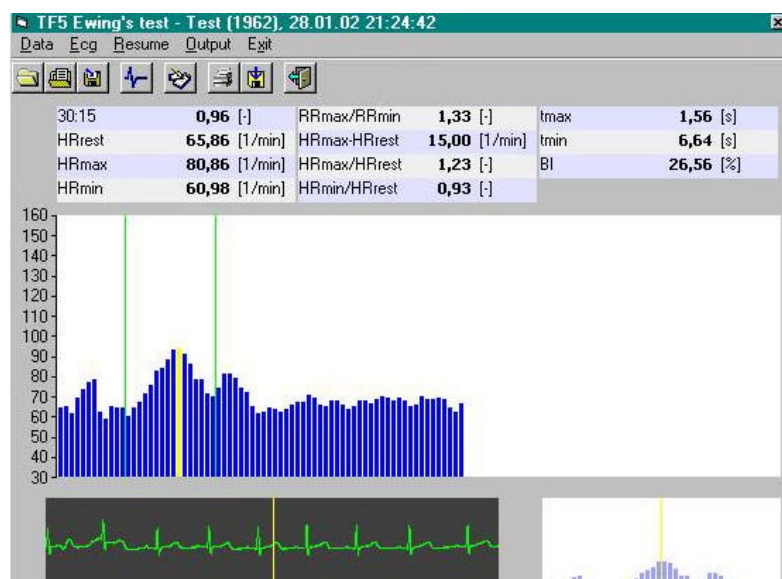 TF5 Ewing's test - Test (1962), 28.01.02 21:24:42
Data Ecg Resume Output Exit
30:15 0,96 [-] RRmax/RRmin 1,33 [-] tmax 1,56 [s]
HRrest 65,86 [1/min] HRmax-HRrest 15,00 [1/min] tmin 6,64 [s]
HRmax 80,86 [1/min] HRmax/HRrest 1,23 [-] BI 26,56 [%]
HRmin 60,98 [1/min] HRmin/HRrest 0,93 [-]
160
150
140
130
120
110
100
90
80
70
60
50
40
30